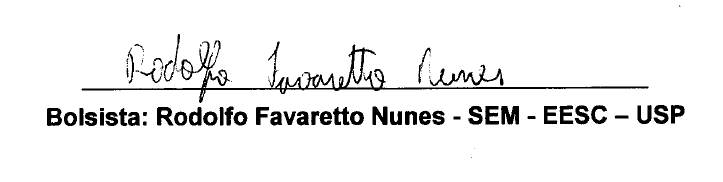 Rodolfo Favaretto Nunes
Bolsista: Rodolfo Favaretto Nunes - SEM - EESC – USP